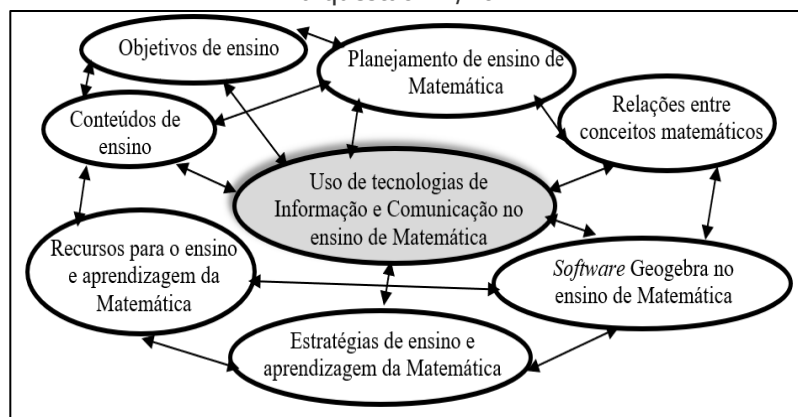 Objetivos de ensino
Planejamento de ensino de
Matemática
Relações entre
conceitos matemáticos
Conteúdos de
ensino
Uso de tecnologias de
Informação e Comunicação no
ensino de Matemática
Recursos para o ensino
e aprendizagem da
Matemática
Software Geogebra no
ensino de Matemática
Estratégias de ensino e
aprendizagem da Matemática